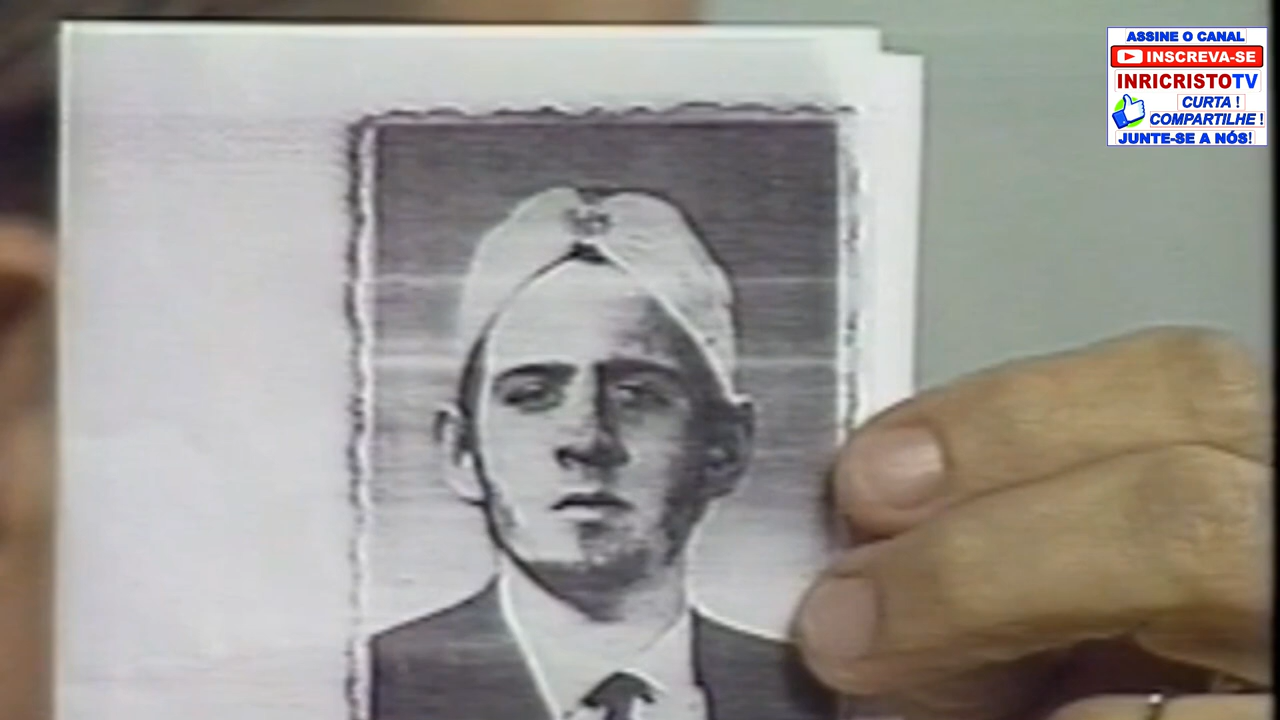 ASSINE O CANAL
INSCREVA-SE
INRICRISTOTV
CURTA !
COMPARTILHE !
JUNTE-SE A NÓS!